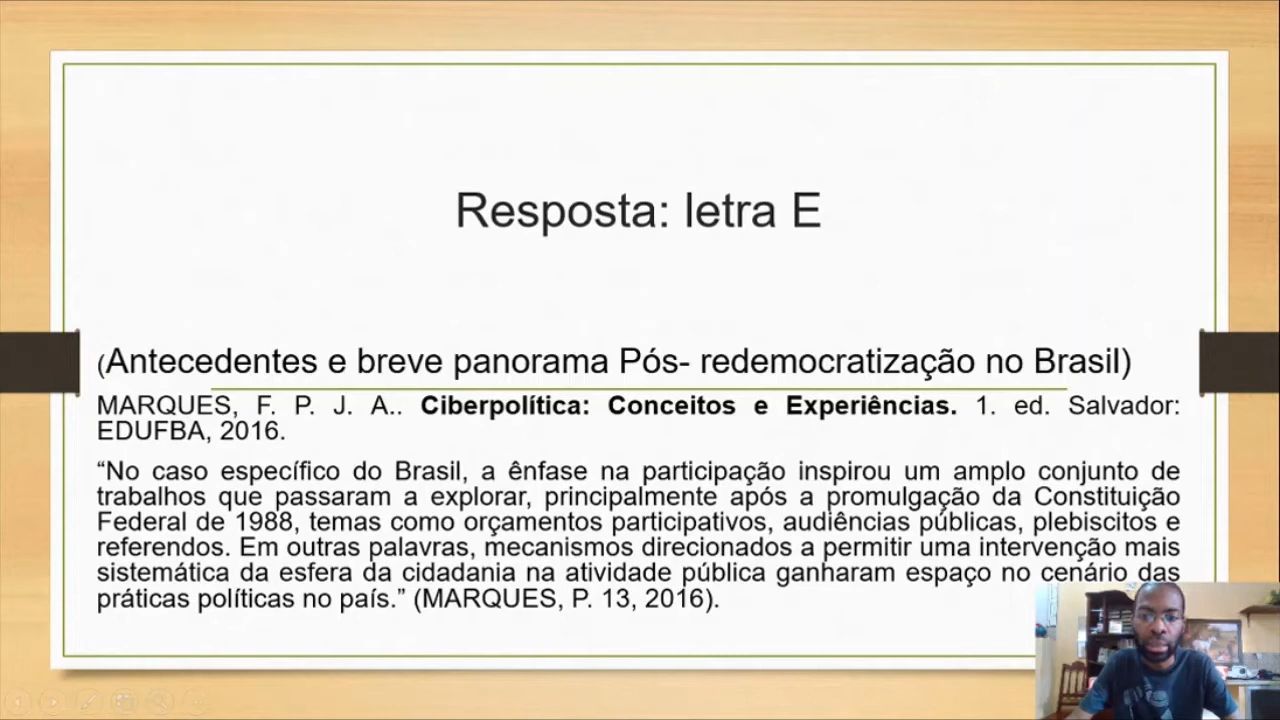 Resposta: letra E
(Antecedentes e breve panorama Pós- redemocratização no Brasil)
MARQUES, F. P. J. A.. Ciberpolítica: Conceitos e Experiências. 1. ed. Salvador:
EDUFBA, 2016.
“No caso específico do Brasil, a ênfase na participação inspirou um amplo conjunto de
trabalhos que passaram a explorar, principalmente após a promulgação da Constituição
Federal de 1988, temas como orçamentos participativos, audiências públicas, plebiscitos e
referendos. Em outras palavras, mecanismos direcionados a permitir uma intervenção mais
sistemática da esfera da cidadania na atividade pública ganharam espaço no cenário das
práticas políticas no país.” (MARQUES, P. 13, 2016).